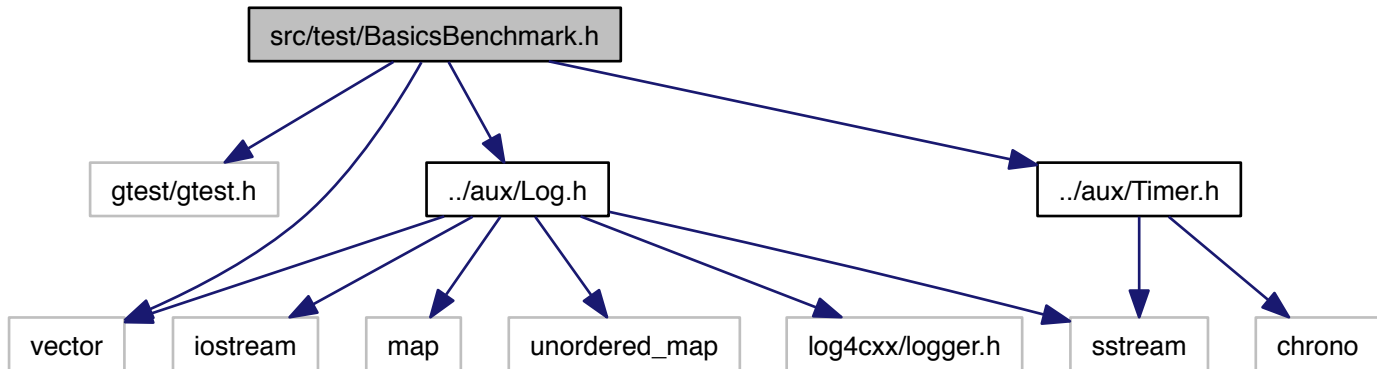 src/test/BasicsBenchmark.h
gtest/gtest.h
../aux/Log.h
../aux/Timer.h
vector
iostream
map
unordered_map
log4cxx/logger.h
sstream
chrono